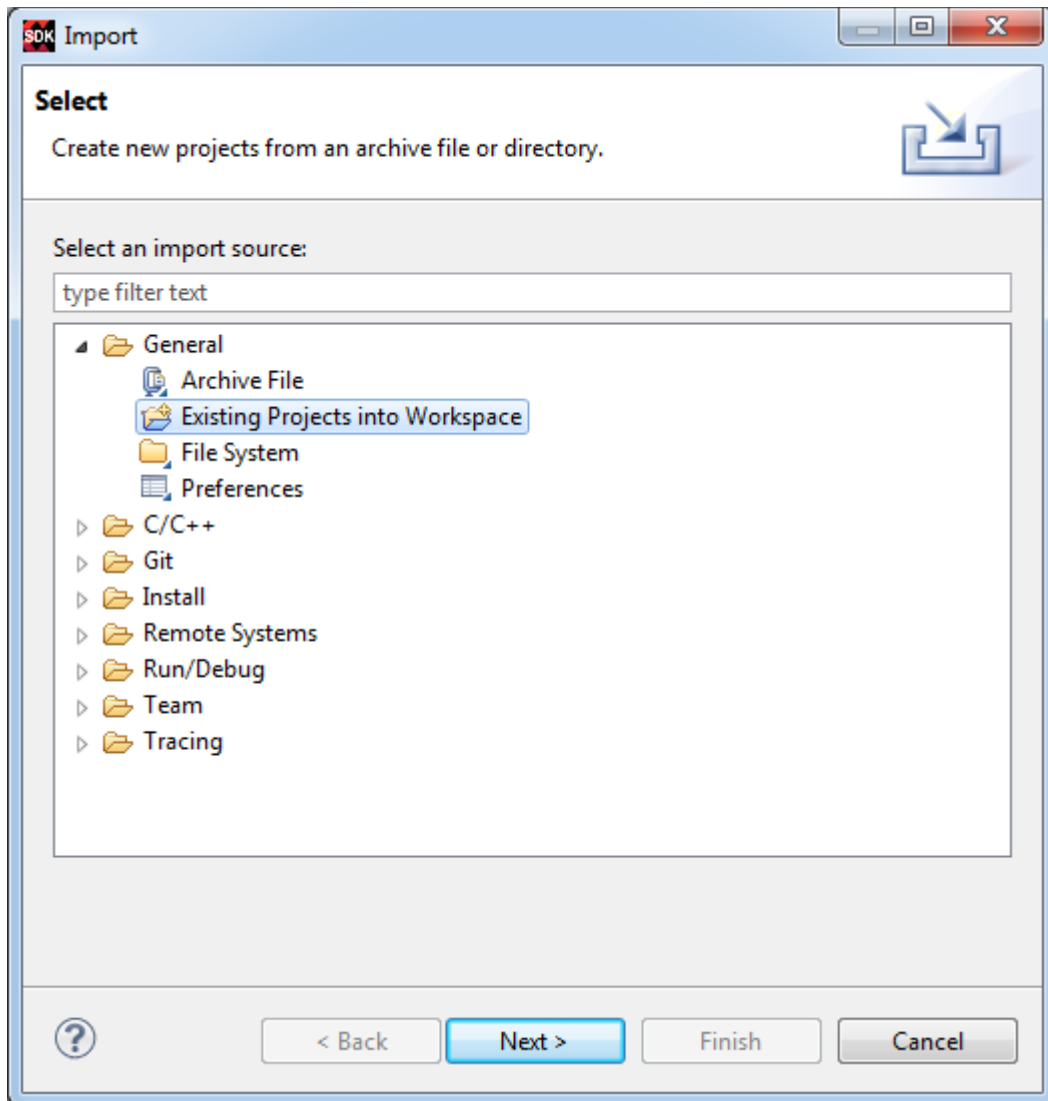 SDK Import
Select
Create new projects from an archive file or directory.
Select an import source:
type filter text
General
Archive File
Existing Projects into Workspace
File System
Preferences
C/C++
Git
Install
Remote Systems
Run/Debug
Team
Tracing
? < Back Next > Finish Cancel